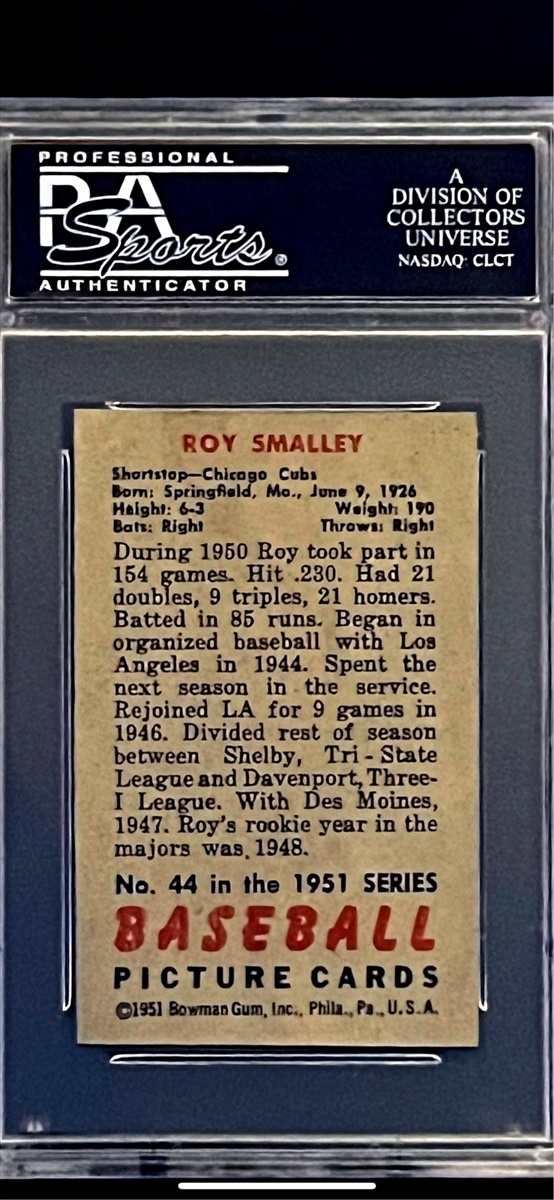 PROFESSIONAL
PSA
Sports®
AUTHENTICATOR
A
DIVISION OF
COLLECTORS
UNIVERSE
NASDAQ: CLCT
ROY SMALLEY
Shortstop—Chicago Cubs
Born: Springfield, Mo., June 9, 1926
Height: 6-3 Weight: 190
Bats: Right Throws: Right
During 1950 Roy took part in
154 games. Hit .230. Had 21
doubles, 9 triples, 21 homers.
Batted in 85 runs. Began in
organized baseball with Los
Angeles in 1944. Spent the
next season in the service.
Rejoined LA for 9 games in
1946. Divided rest of season
between Shelby, Tri-State
League and Davenport, Three-
I League. With Des Moines,
1947. Roy's rookie year in the
majors was 1948.
No. 44 in the 1951 SERIES
BASEBALL
PICTURE CARDS
©1951 Bowman Gum, Inc., Phila., Pa., U.S.A.